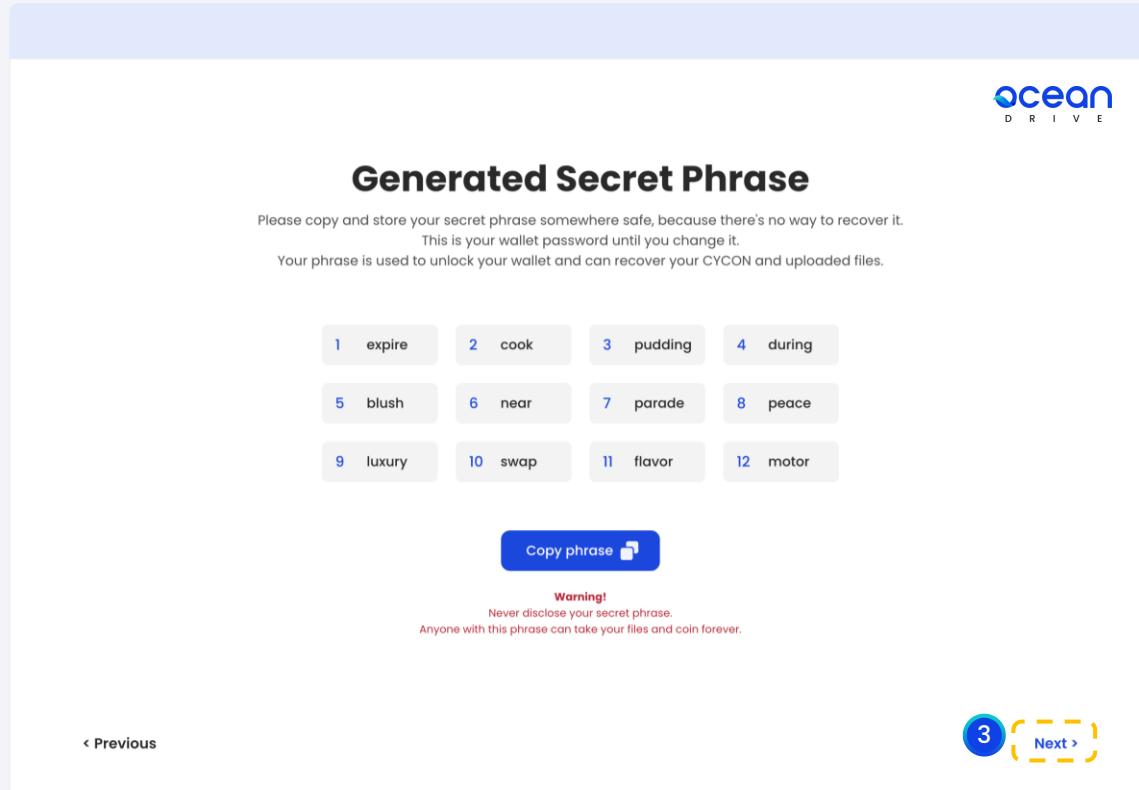 ocean
DRIVE
Generated Secret Phrase
Please copy and store your secret phrase somewhere safe, because there's no way to recover it.
This is your wallet password until you change it.
Your phrase is used to unlock your wallet and can recover your CYCON and uploaded files.
1 expire 2 cook 3 pudding 4 during
5 blush 6 near 7 parade 8 peace
9 luxury 10 swap 11 flavor 12 motor
Copy phrase
Warning!
Never disclose your secret phrase.
Anyone with this phrase can take your files and coin forever.
< Previous 3 Next >